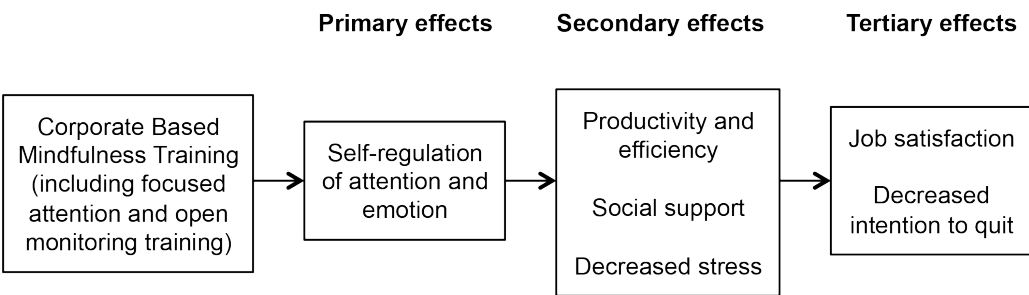 Primary effects
Secondary effects
Tertiary effects
Corporate Based
Mindfulness Training
(including focused
attention and open
monitoring training)
Self-regulation
of attention and
emotion
Productivity and
efficiency
Social support
Decreased stress
Job satisfaction
Decreased
intention to quit